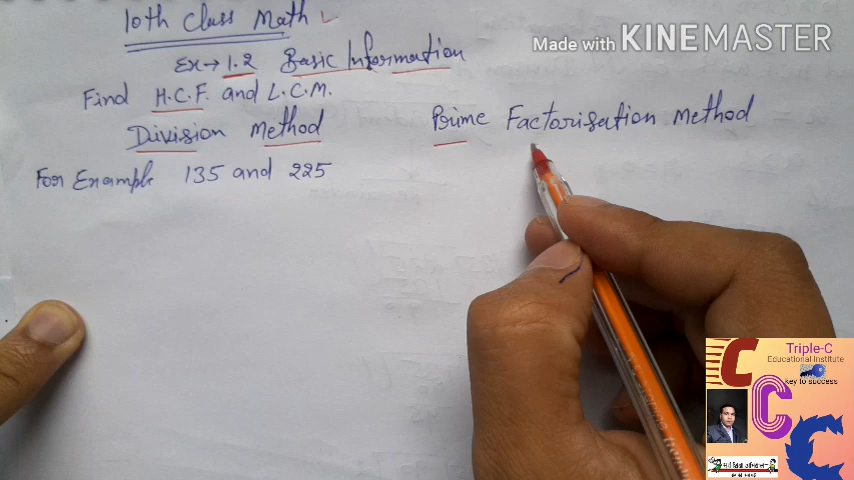 10th Class Math
Made with KINEMASTER
Ex→ 1.2 Basic Information
Find H.C.F. and L.C.M.
Division Method
Prime Factorisation Method
For Example 135 and 225
Triple-C
Educational Institute
key to success
C
C
C